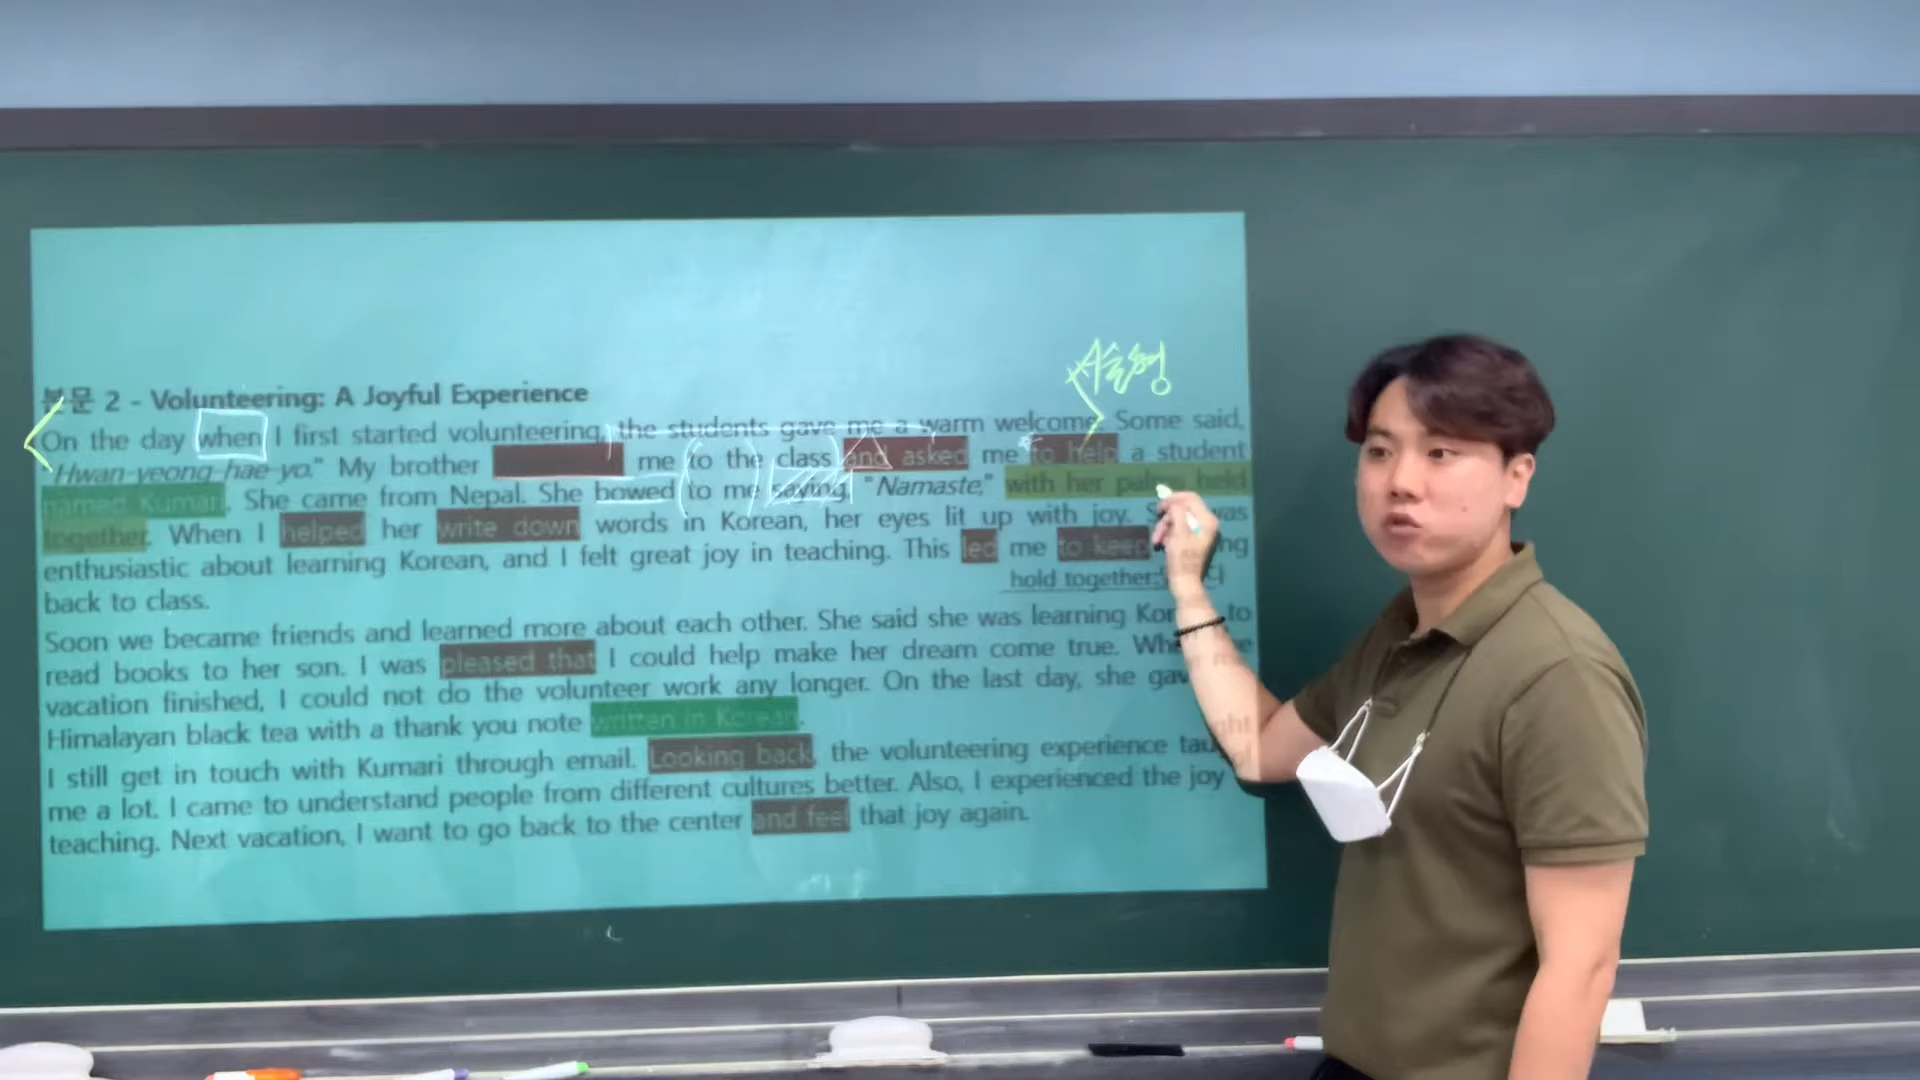 서술형
본문 2 - Volunteering: A Joyful Experience
On the day when I first started volunteering, the students gave me a warm welcome. Some said,
"Hwan-yeong-hae-yo." My brother me to the class and asked me to help a student
named Kumari. She came from Nepal. She bowed to me saying, "Namaste," with her palms held
together. When I helped her write down words in Korean, her eyes lit up with joy. was
enthusiastic about learning Korean, and I felt great joy in teaching. This led me to keep
hold together:
back to class.
Soon we became friends and learned more about each other. She said she was learning to
read books to her son. I was pleased that I could help make her dream come true.
vacation finished, I could not do the volunteer work any longer. On the last day, she
Himalayan black tea with a thank you note written in Korean.
I still get in touch with Kumari through email. Looking back, the volunteering experience
me a lot. I came to understand people from different cultures better. Also, I experienced the joy
teaching. Next vacation, I want to go back to the center and feel that joy again.